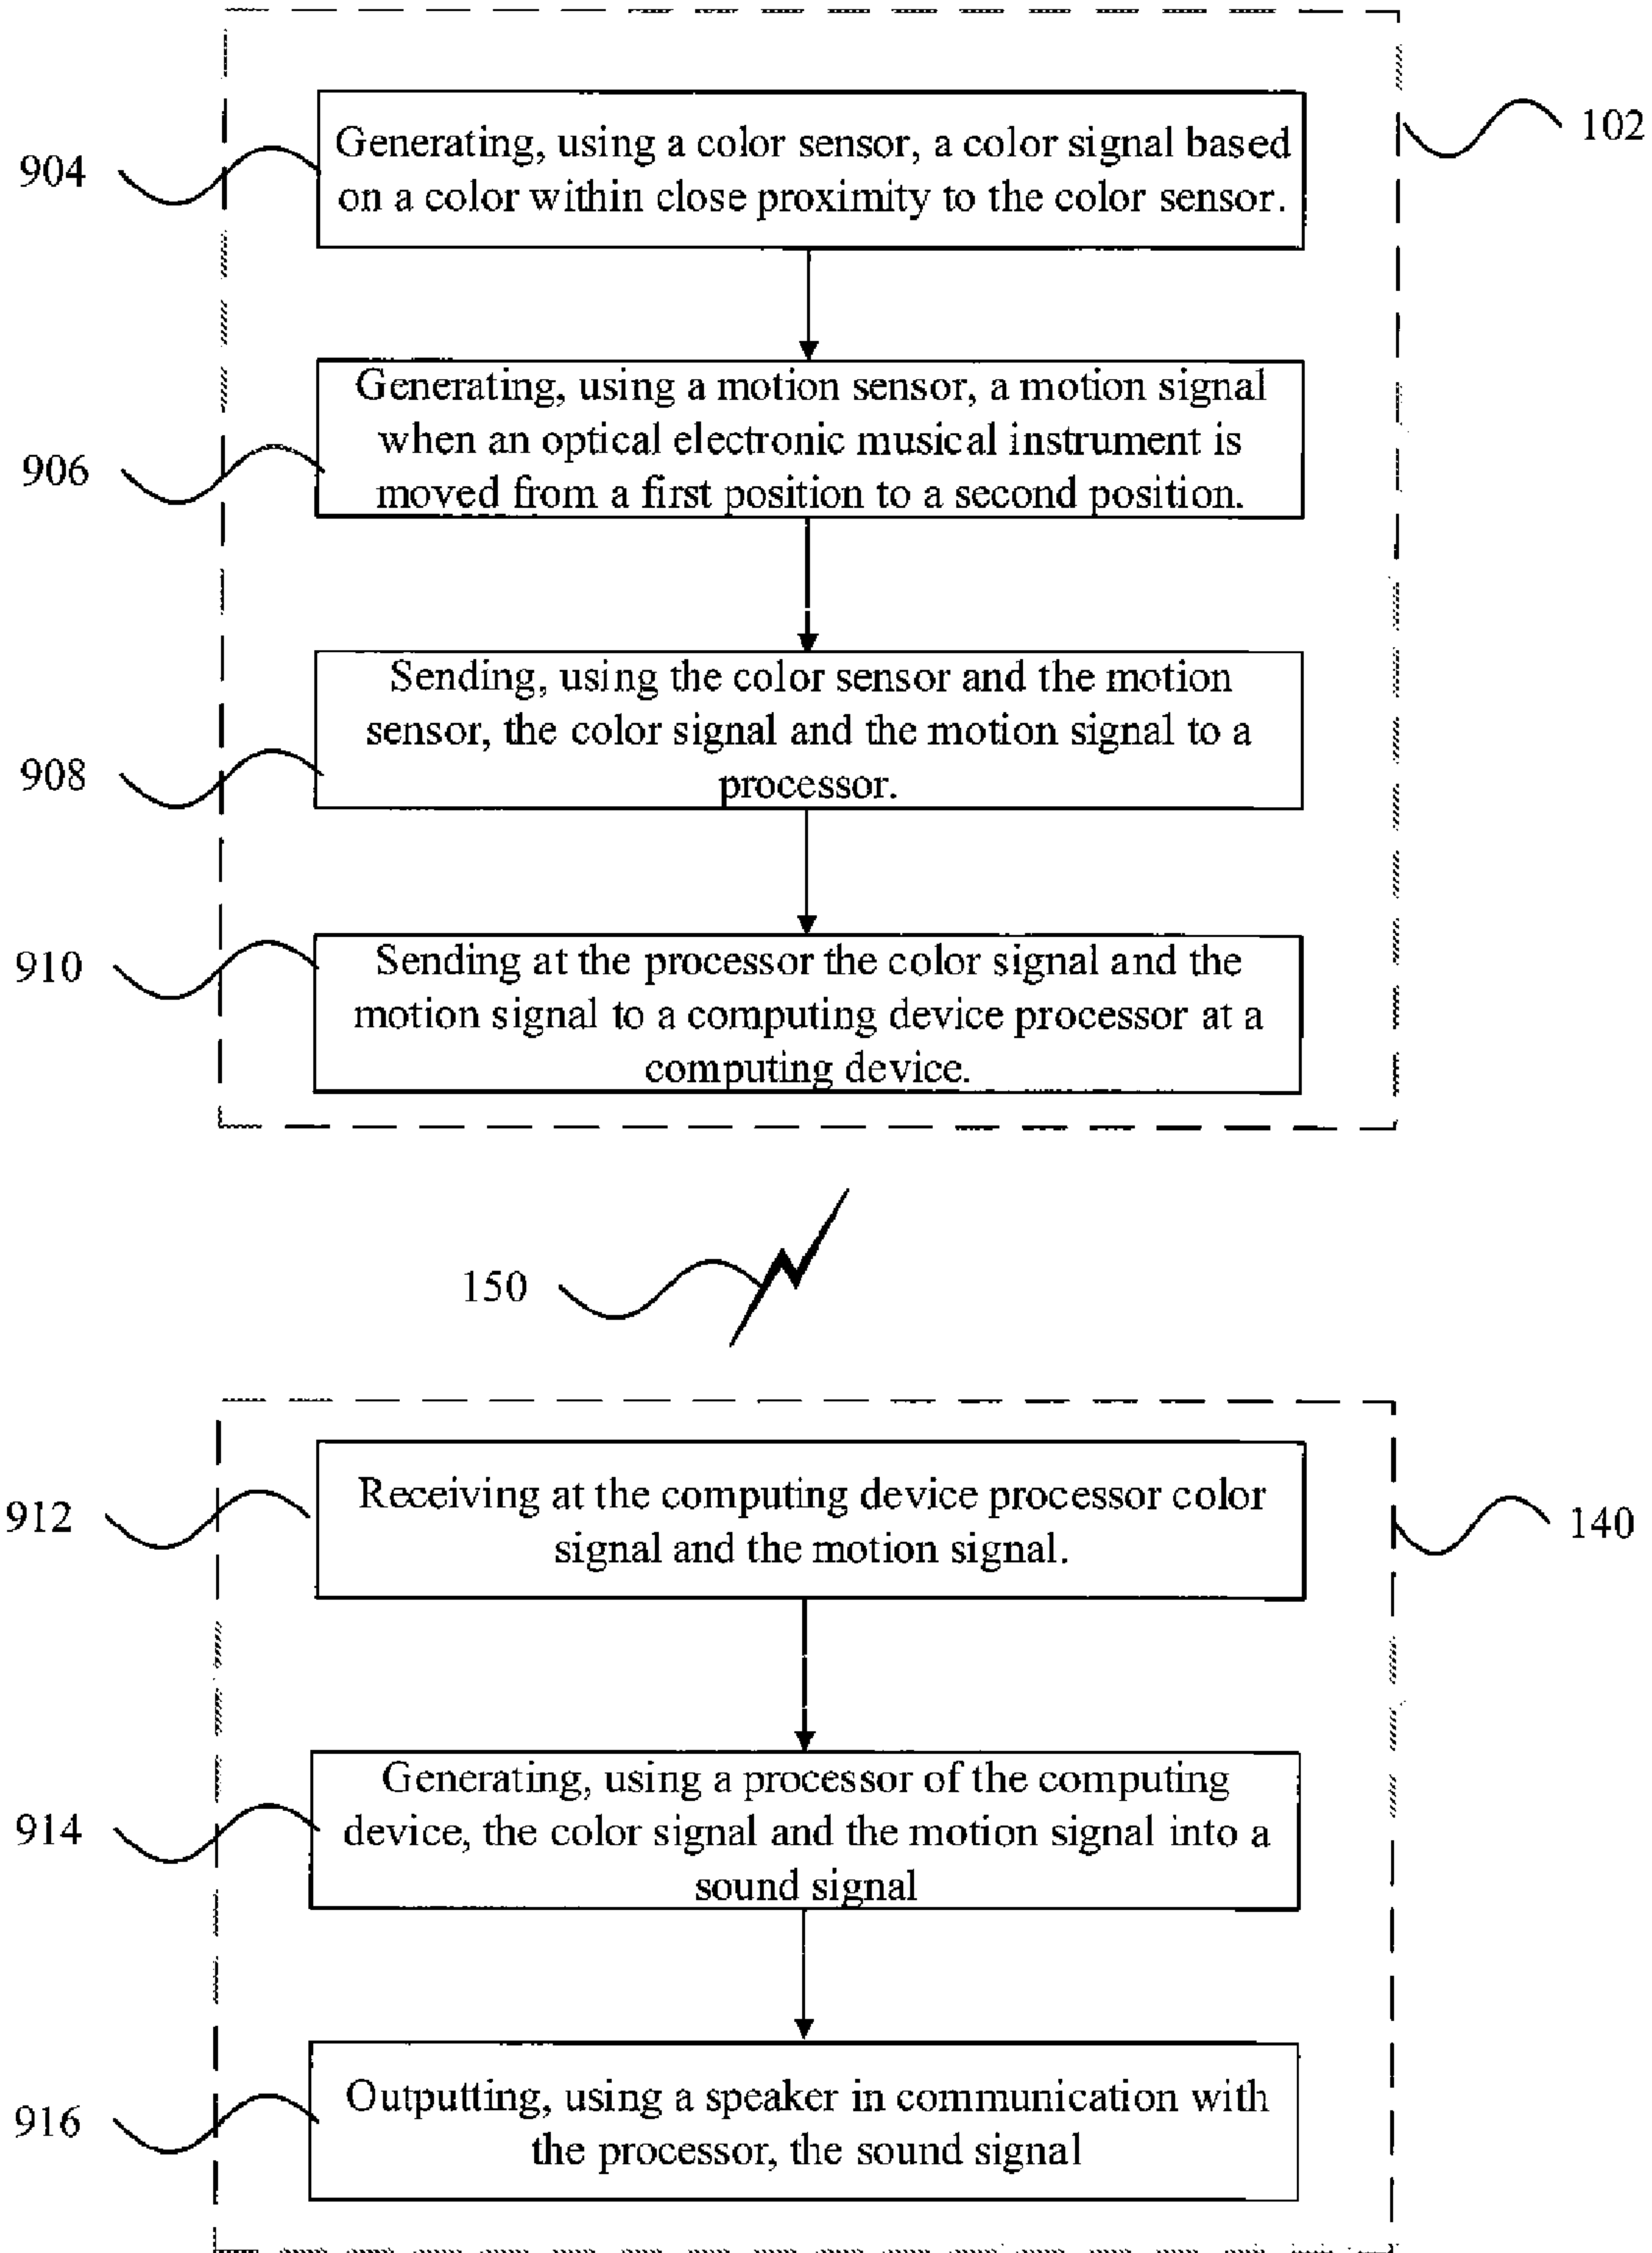 102
904
Generating, using a color sensor, a color signal based
on a color within close proximity to the color sensor.
906
Generating, using a motion sensor, a motion signal
when an optical electronic musical instrument is
moved from a first position to a second position.
908
Sending, using the color sensor and the motion
sensor, the color signal and the motion signal to a
processor.
910
Sending at the processor the color signal and the
motion signal to a computing device processor at a
computing device.
150
912
Receiving at the computing device processor color
signal and the motion signal.
140
914
Generating, using a processor of the computing
device, the color signal and the motion signal into a
sound signal
916
Outputting, using a speaker in communication with
the processor, the sound signal